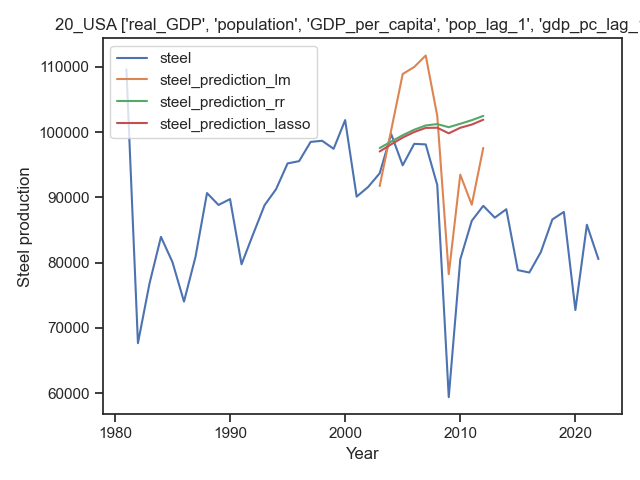 20_USA ['real_GDP', 'population', 'GDP_per_capita', 'pop_lag_1', 'gdp_pc_lag_
steel
steel_prediction_lm
steel_prediction_rr
steel_prediction_lasso
Steel production
110000
100000
90000
80000
70000
60000
1980
1990
2000
2010
2020
Year